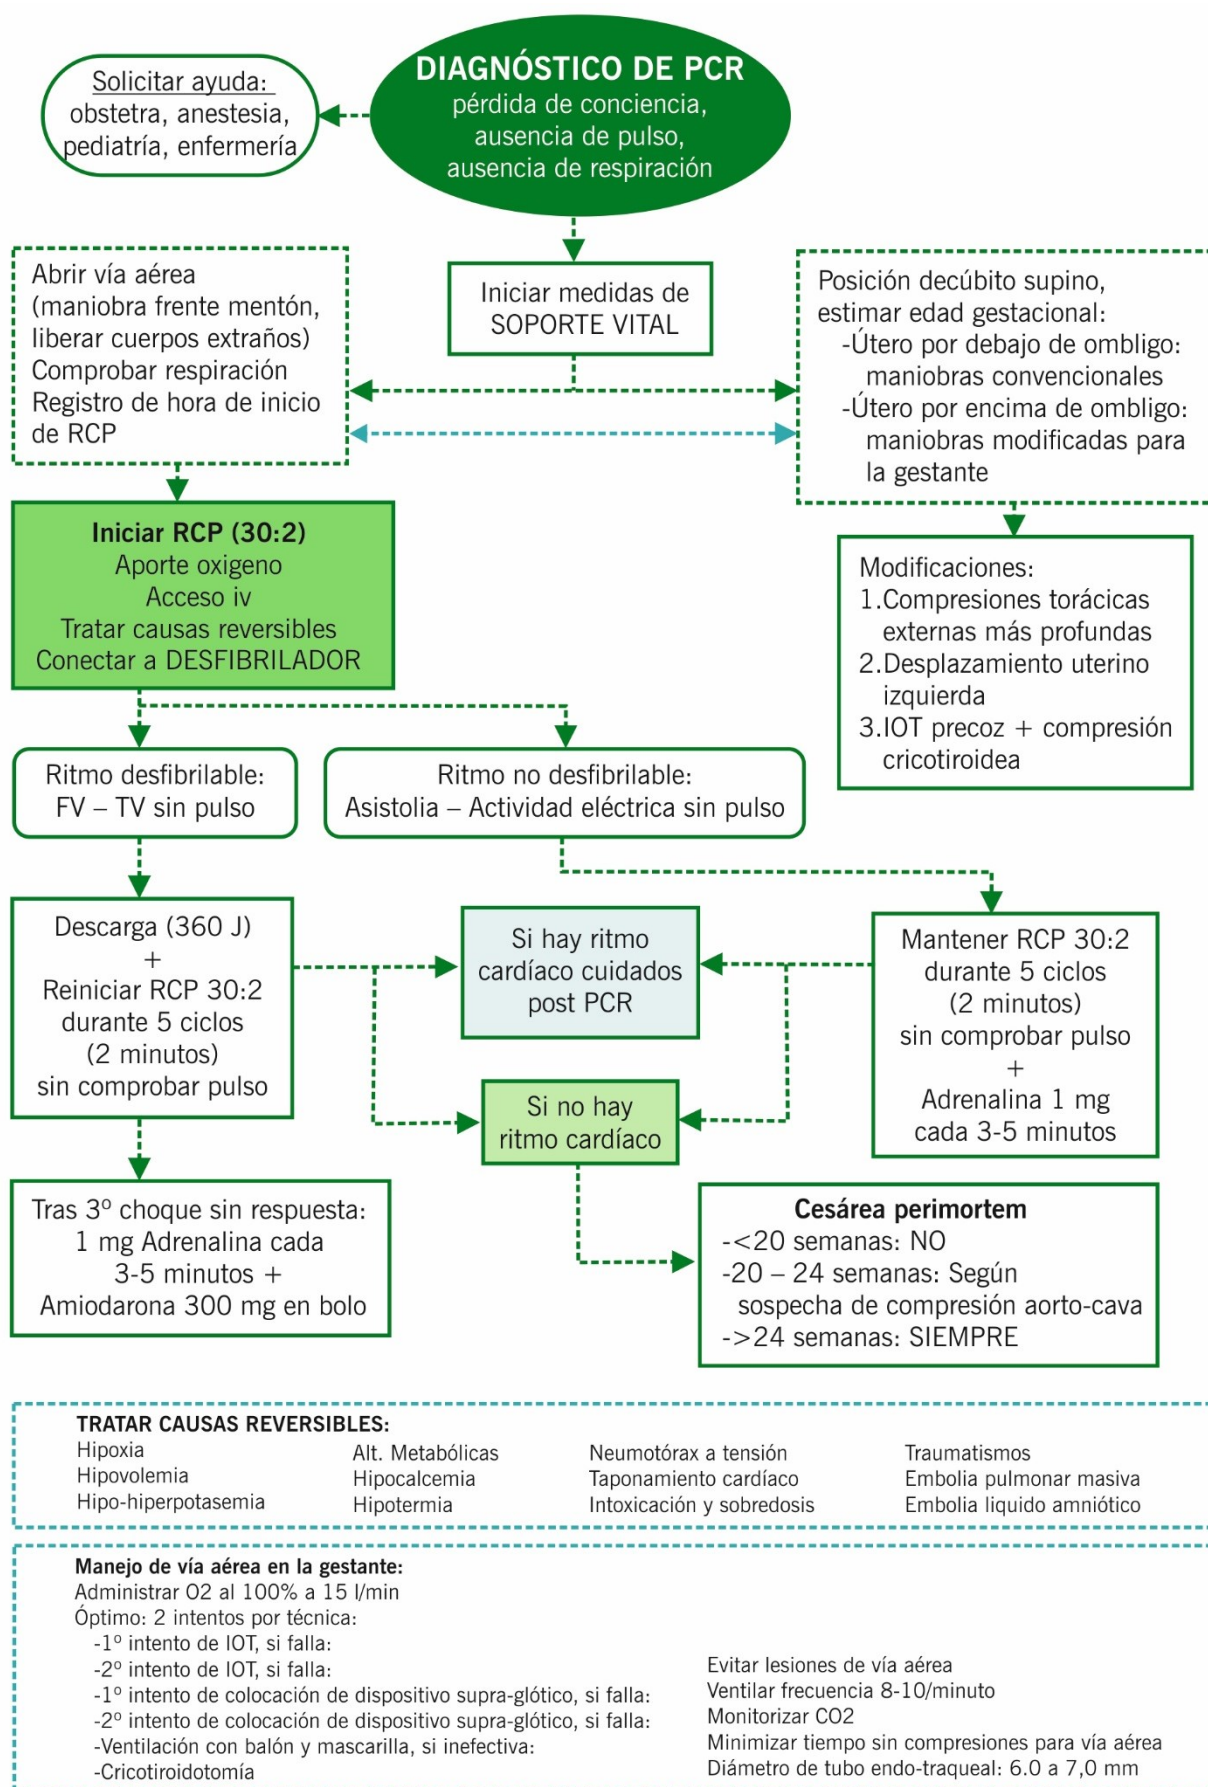 DIAGNÓSTICO DE PCR
pérdida de conciencia,
ausencia de pulso,
ausencia de respiración
Solicitar ayuda:
obstetra, anestesia,
pediatría, enfermería
Iniciar medidas de
SOPORTE VITAL
Abrir vía aérea
(maniobra frente mentón,
liberar cuerpos extraños)
Comprobar respiración
Registro de hora de inicio
de RCP
Posición decúbito supino,
estimar edad gestacional:
-Útero por debajo de ombligo:
maniobras convencionales
-Útero por encima de ombligo:
maniobras modificadas para
la gestante
Iniciar RCP (30:2)
Aporte oxigeno
Acceso iv
Tratar causas reversibles
Conectar a DESFIBRILADOR
Modificaciones:
1.Compresiones torácicas
externas más profundas
2.Desplazamiento uterino
izquierda
3.IOT precoz + compresión
cricotiroidea
Ritmo desfibrilable:
FV – TV sin pulso
Ritmo no desfibrilable:
Asistolia – Actividad eléctrica sin pulso
Descarga (360 J)
+
Reiniciar RCP 30:2
durante 5 ciclos
(2 minutos)
sin comprobar pulso
Si hay ritmo
cardíaco cuidados
post PCR
Mantener RCP 30:2
durante 5 ciclos
(2 minutos)
sin comprobar pulso
+
Adrenalina 1 mg
cada 3-5 minutos
Si no hay
ritmo cardíaco
Tras 3º choque sin respuesta:
1 mg Adrenalina cada
3-5 minutos +
Amiodarona 300 mg en bolo
Cesárea perimortem
-<20 semanas: NO
-20 – 24 semanas: Según
sospecha de compresión aorto-cava
->24 semanas: SIEMPRE
TRATAR CAUSAS REVERSIBLES:
Hipoxia
Hipovolemia
Hipo-hiperpotasemia
Alt. Metabólicas
Hipocalcemia
Hipotermia
Neumotórax a tensión
Taponamiento cardíaco
Intoxicación y sobredosis
Traumatismos
Embolia pulmonar masiva
Embolia liquido amniótico
Manejo de vía aérea en la gestante:
Administrar O2 al 100% a 15 l/min
Óptimo: 2 intentos por técnica:
-1º intento de IOT, si falla:
-2º intento de IOT, si falla:
-1º intento de colocación de dispositivo supra-glótico, si falla:
-2º intento de colocación de dispositivo supra-glótico, si falla:
-Ventilación con balón y mascarilla, si inefectiva:
-Cricotiroidotomía
Evitar lesiones de vía aérea
Ventilar frecuencia 8-10/minuto
Monitorizar CO2
Minimizar tiempo sin compresiones para vía aérea
Diámetro de tubo endo-traqueal: 6.0 a 7,0 mm